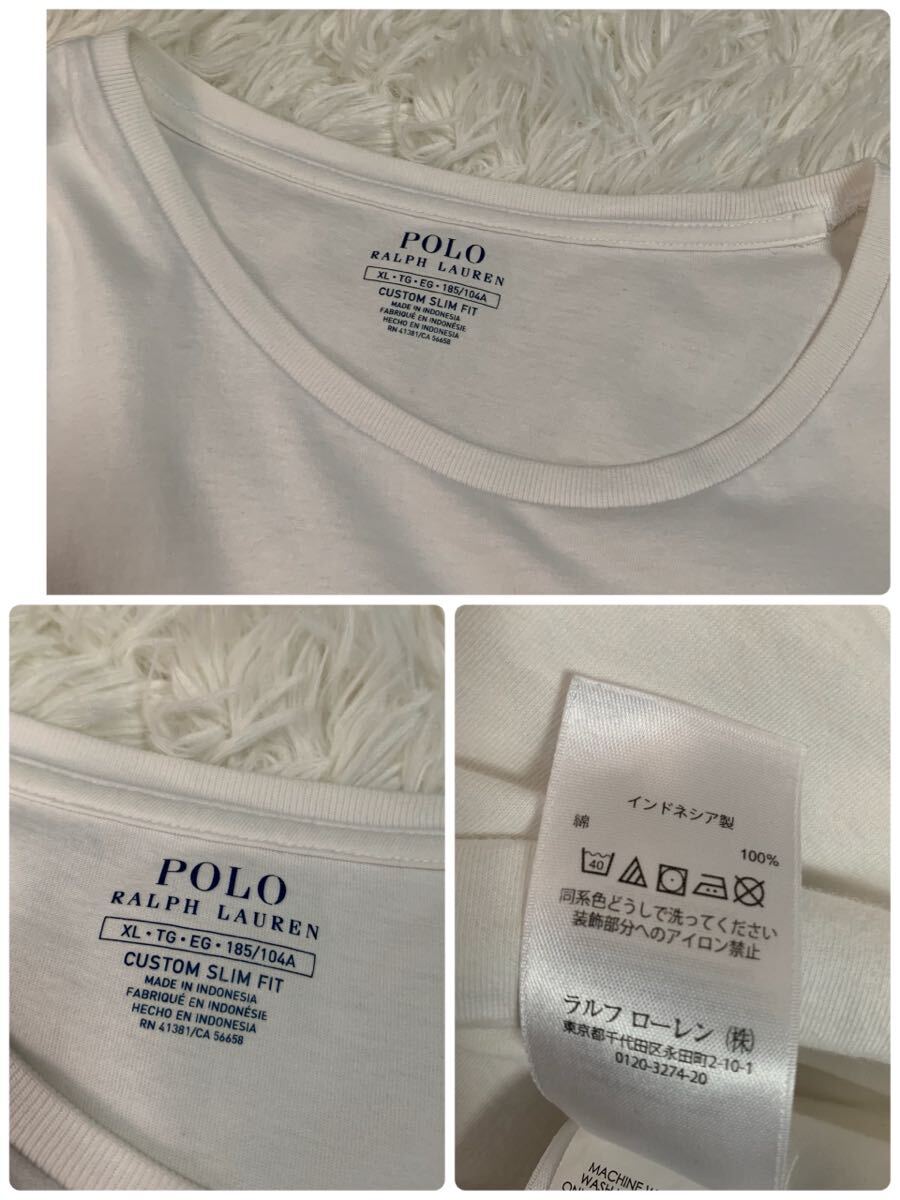 POLO
RALPH LAUREN
XL • TG • EG • 185/104A
CUSTOM SLIM FIT
MADE IN INDONESIA
FABRIQUÉ EN INDONÉSIE
HECHO EN INDONESIA
RN 41381/CA 56658
POLO
RALPH LAUREN
XL • TG • EG • 185/104A
CUSTOM SLIM FIT
MADE IN INDONESIA
FABRIQUÉ EN INDONÉSIE
HECHO EN INDONESIA
RN 41381/CA 56658
インドネシア製
綿 100%
40
同系色どうしで洗ってください
装飾部分へのアイロン禁止
ラルフ ローレン (株)
東京都千代田区永田町2-10-1
0120-3274-20
MACHINE
WASH